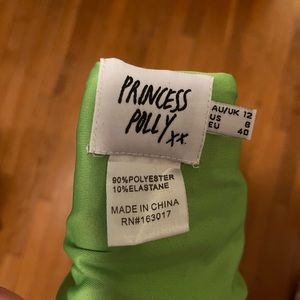 PRINCESS
POLLY
xx
AU/UK 12
US 8
EU 40
90%POLYESTER
10%ELASTANE
MADE IN CHINA
RN#163017